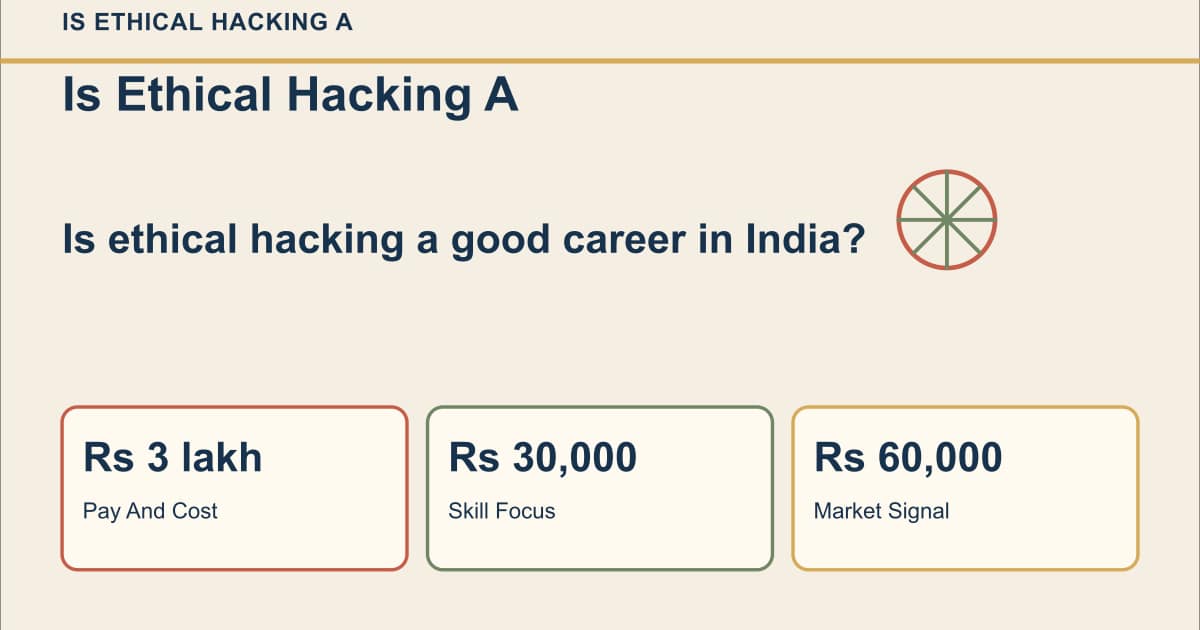 IS ETHICAL HACKING A
Is Ethical Hacking A
Is ethical hacking a good career in India?
Rs 3 lakh
Pay And Cost
Rs 30,000
Skill Focus
Rs 60,000
Market Signal